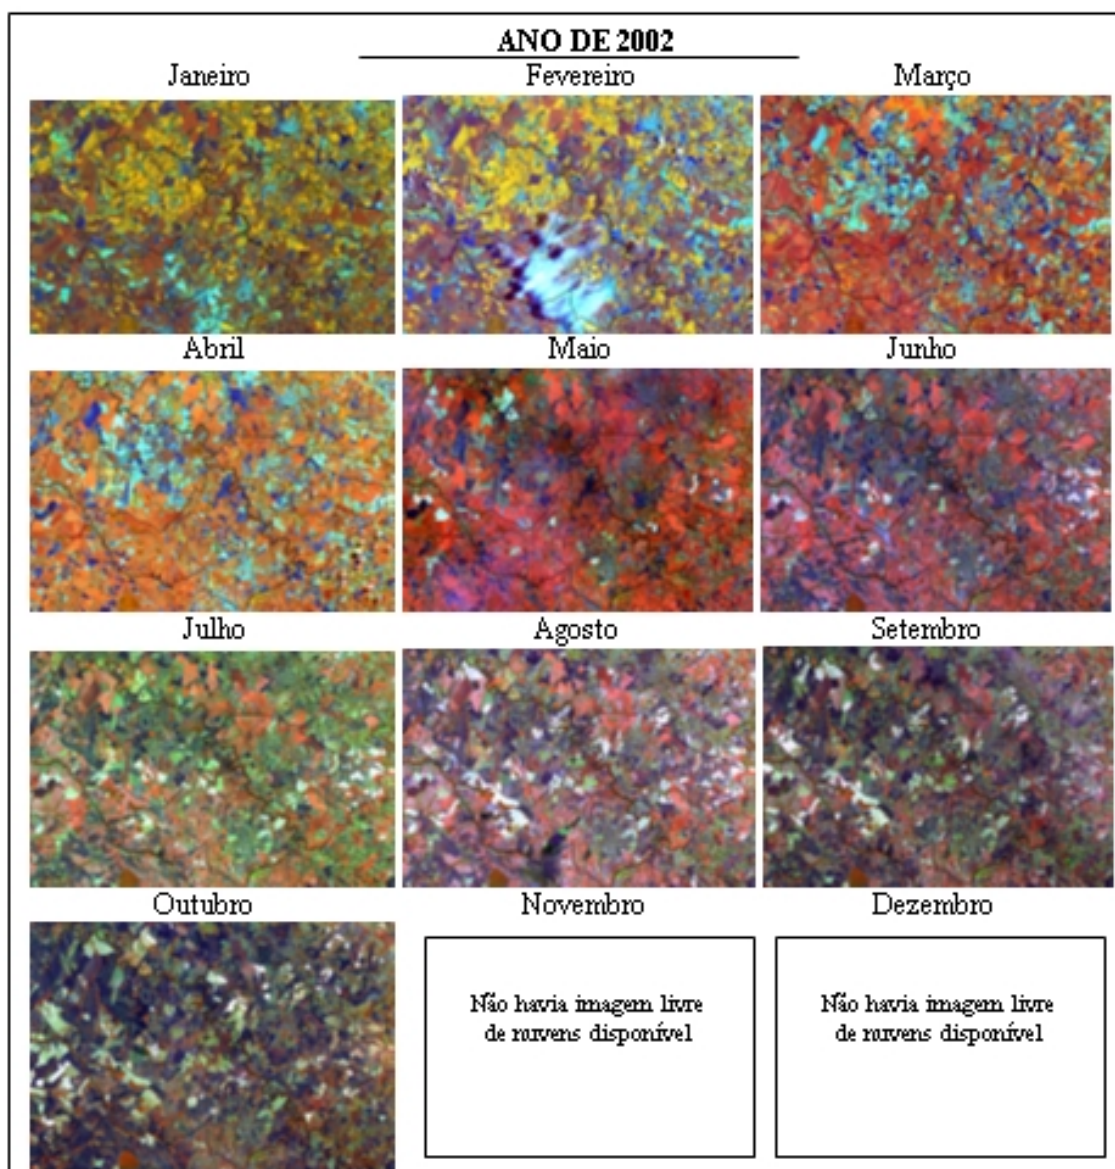 ANO DE 2002
Janeiro
Fevereiro
Março
Abril
Maio
Junho
Julho
Agosto
Setembro
Outubro
Novembro
Dezembro
Não havia imagem livre
de nuvens disponível
Não havia imagem livre
de nuvens disponível